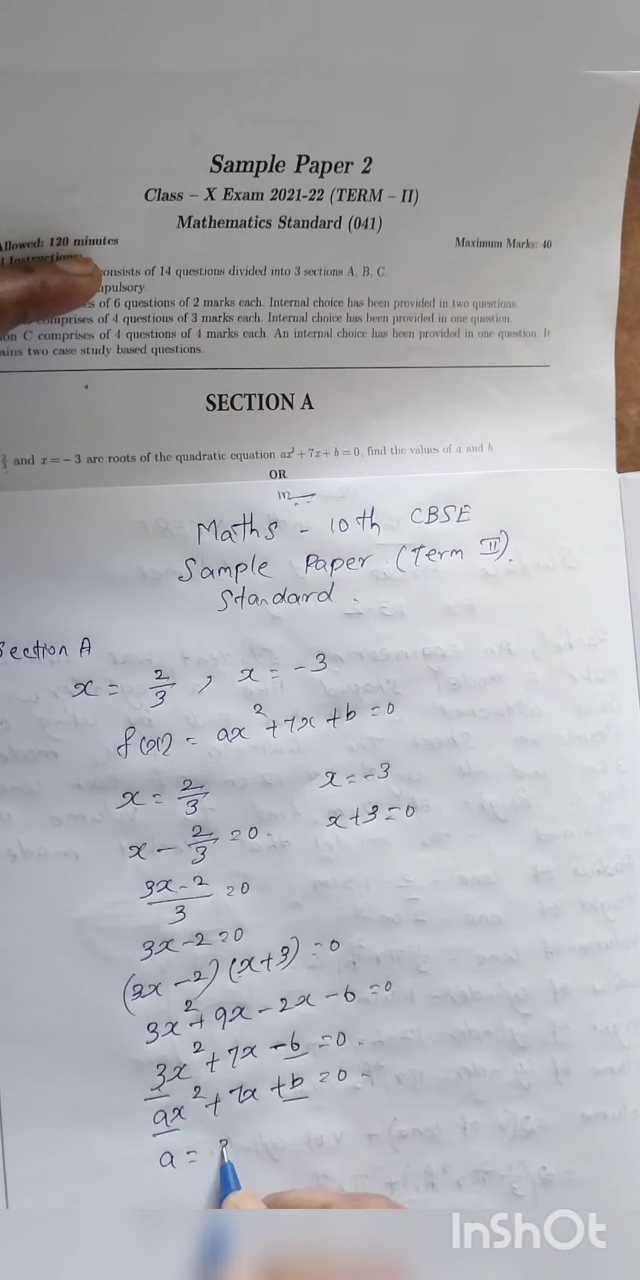 Sample Paper 2
Class – X Exam 2021-22 (TERM – II)
Mathematics Standard (041)
Allowed: 120 minutes Maximum Marks: 40
Instructions:
consists of 14 questions divided into 3 sections A, B, C.
of 6 questions of 2 marks each. Internal choice has been provided in two questions.
comprises of 4 questions of 3 marks each. Internal choice has been provided in one question.
on C comprises of 4 questions of 4 marks each. An internal choice has been provided in one question. It
ains two case study based questions.
SECTION A
2/3 and x = – 3 are roots of the quadratic equation ax² + 7x + b = 0, find the values of a and b
OR
Maths - 10th CBSE
Sample Paper (Term II).
Standard.
Section A
x = 2/3 , x = -3
f(x) = ax² + 7x + b = 0
x = 2/3 x = -3
x - 2/3 = 0 x + 3 = 0
3x - 2 / 3 = 0
3x - 2 = 0
(3x - 2) (x + 3) = 0
3x² + 9x - 2x - 6 = 0
3x² + 7x - 6 = 0
ax² + 7x + b = 0
a =
InShOt